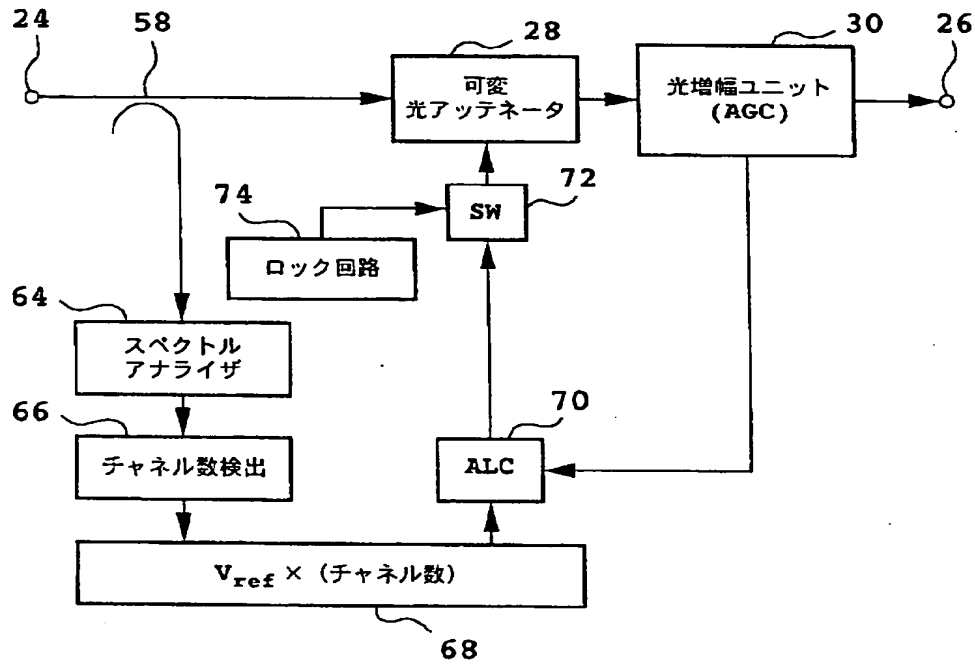 24
58
28
30
26
可変
光アッテネータ
光増幅ユニット
(AGC)
74
SW
72
ロック回路
64
スペクトル
アナライザ
66
チャネル数検出
70
ALC
Vref × (チャネル数)
68